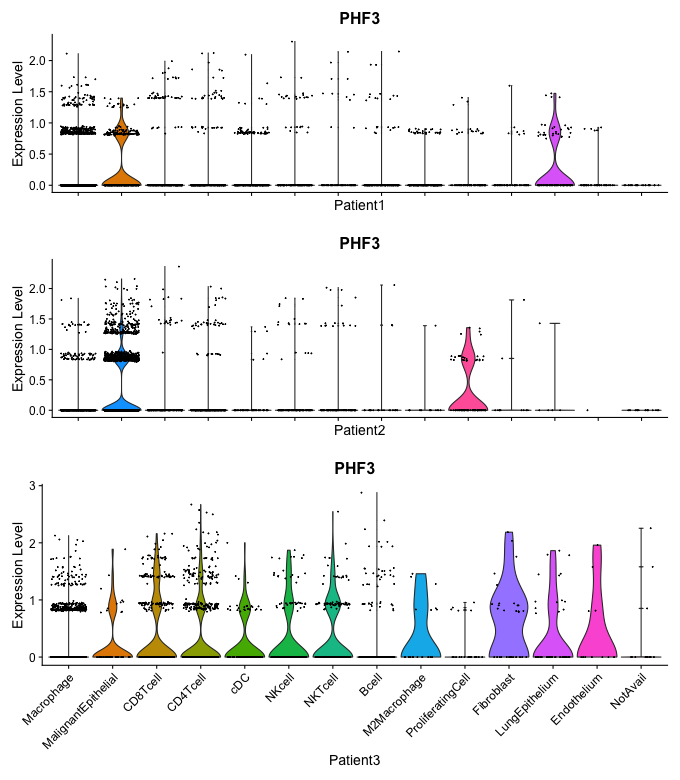 PHF3
Expression Level
2.0
1.5
1.0
0.5
0.0
Patient1
PHF3
Expression Level
2.0
1.5
1.0
0.5
0.0
Patient2
PHF3
Expression Level
3
2
1
0
Macrophage
MalignantEpithelial
CD8Tcell
CD4Tcell
cDC
NKcell
NKTcell
Bcell
M2Macrophage
ProliferatingCell
Fibroblast
LungEpithelium
Endothelium
NotAvail
Patient3